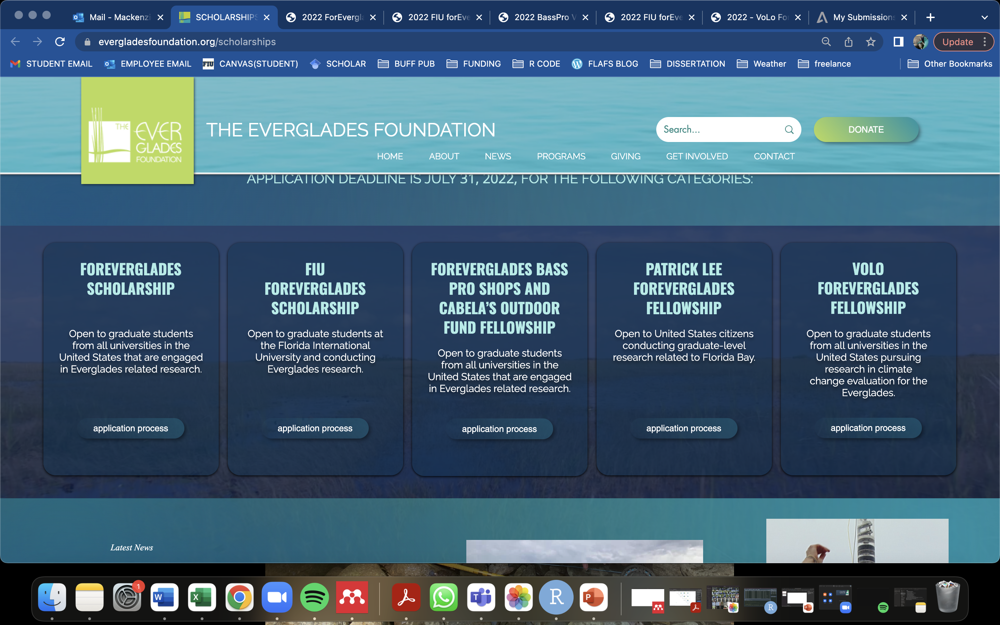 Mail - Mackenzi
SCHOLARSHIPS
2022 ForEvergla
2022 FIU forEve
2022 BassPro V
2022 FIU forEve
2022 - VoLo For
My Submissions
evergladesfoundation.org/scholarships
Update
STUDENT EMAIL
EMPLOYEE EMAIL
FIU CANVAS(STUDENT)
SCHOLAR
BUFF PUB
FUNDING
R CODE
FLAFS BLOG
DISSERTATION
Weather
freelance
Other Bookmarks
THE
EVER
GLADES
FOUNDATION
THE EVERGLADES FOUNDATION
Search...
DONATE
HOME
ABOUT
NEWS
PROGRAMS
GIVING
GET INVOLVED
CONTACT
APPLICATION DEADLINE IS JULY 31, 2022, FOR THE FOLLOWING CATEGORIES:
FOREVERGLADES
SCHOLARSHIP
Open to graduate students
from all universities in the
United States that are engaged
in Everglades related research.
application process
FIU
FOREVERGLADES
SCHOLARSHIP
Open to graduate students at
the Florida International
University and conducting
Everglades research.
application process
FOREVERGLADES BASS
PRO SHOPS AND
CABELA'S OUTDOOR
FUND FELLOWSHIP
Open to graduate students
from all universities in the
United States that are engaged
in Everglades related research.
application process
PATRICK LEE
FOREVERGLADES
FELLOWSHIP
Open to United States citizens
conducting graduate-level
research related to Florida Bay.
application process
VOLO
FOREVERGLADES
FELLOWSHIP
Open to graduate students
from all universities in the
United States pursuing
research in climate
change evaluation for the
Everglades.
application process
Latest News
1
W
X
T
R
P
R
P